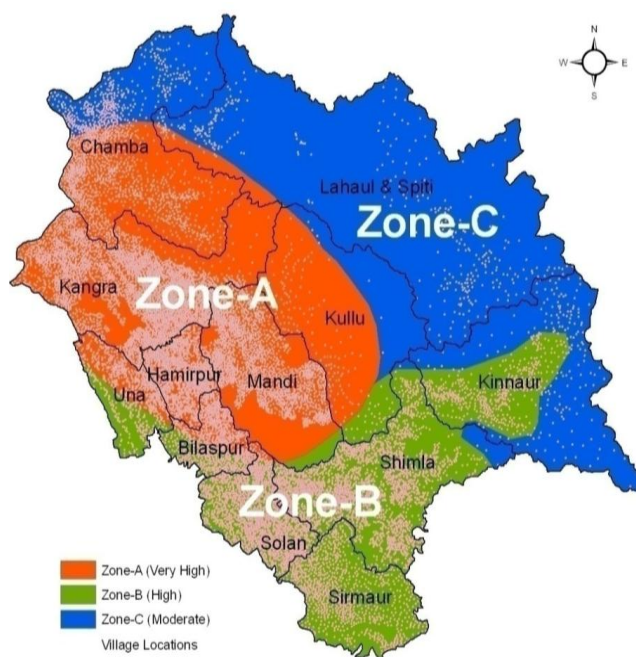 N
W E
S
Chamba
Lahaul & Spiti
Zone-C
Kangra
Zone-A
Kullu
Hamirpur
Mandi
Una
Kinnaur
Bilaspur
Shimla
Zone-B
Solan
Sirmaur
Zone-A (Very High)
Zone-B (High)
Zone-C (Moderate)
Village Locations